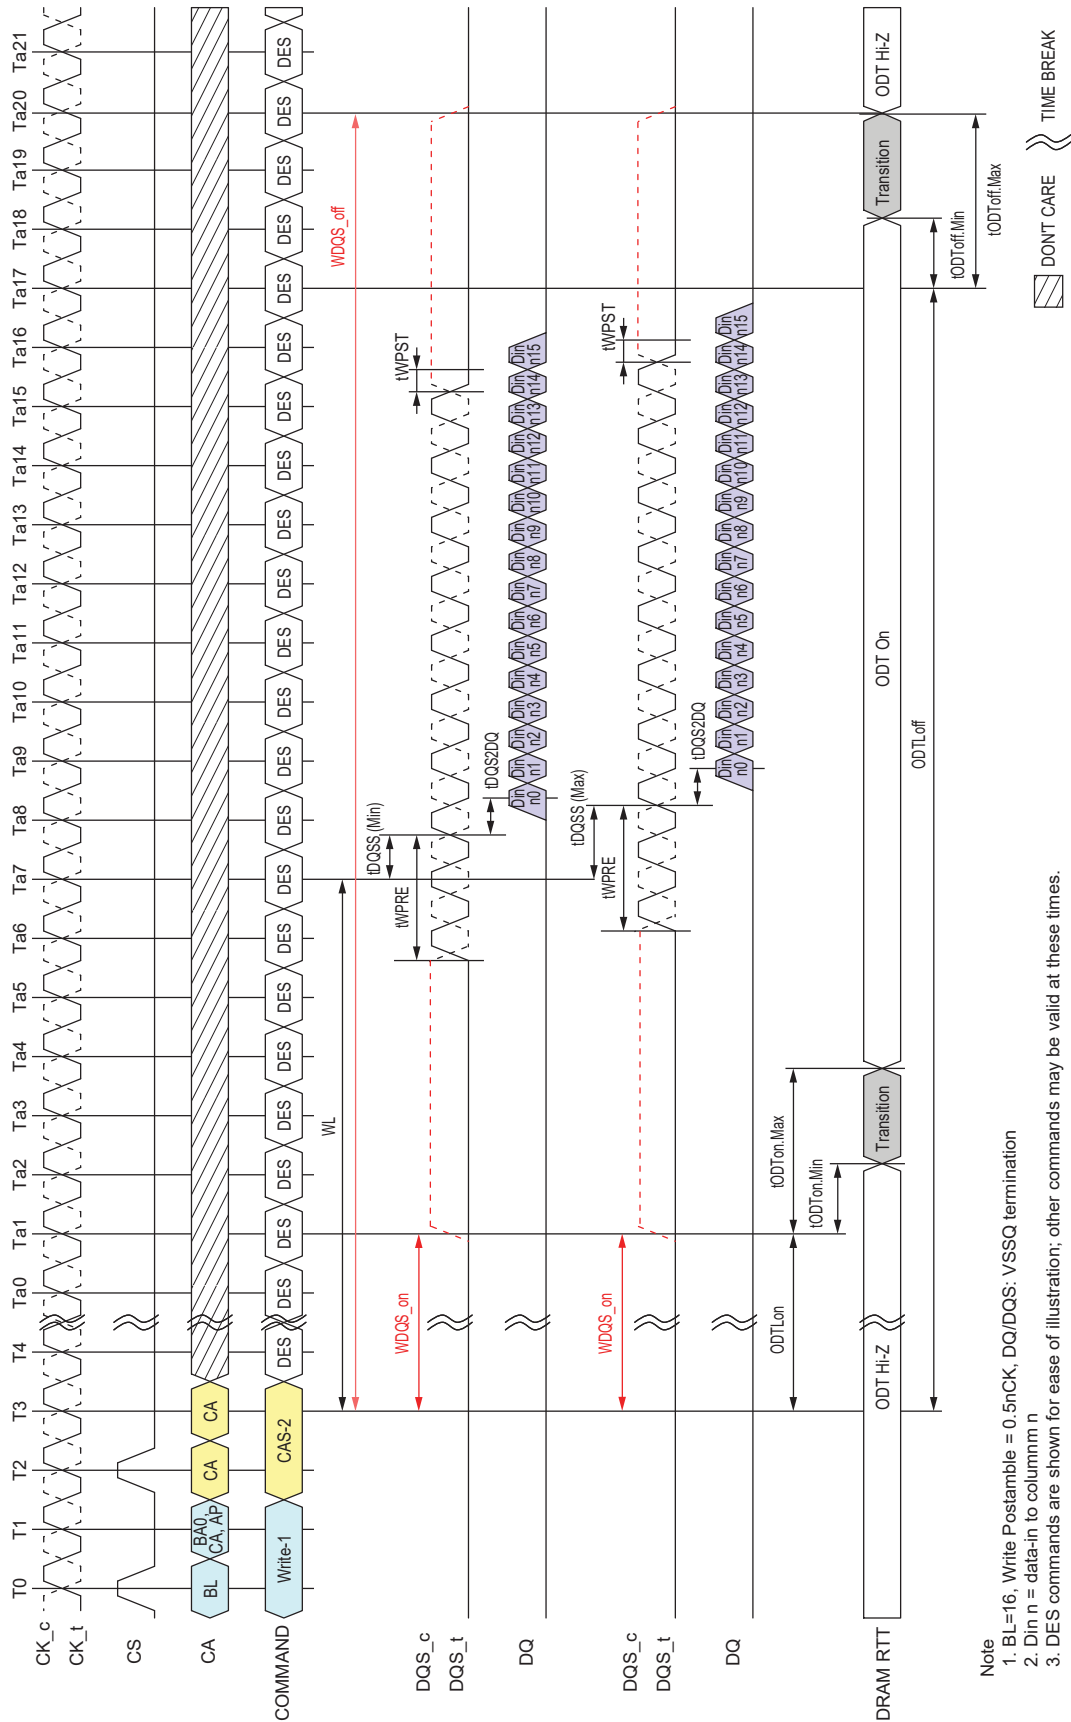 T0 T1 T2 T3 T4 Ta0 Ta1 Ta2 Ta3 Ta4 Ta5 Ta6 Ta7 Ta8 Ta9 Ta10 Ta11 Ta12 Ta13 Ta14 Ta15 Ta16 Ta17 Ta18 Ta19 Ta20 Ta21
CK_c
CK_t
CS
CA BL BA0, CA, AP CA CA
COMMAND Write-1 CAS-2 DES DES DES DES DES DES DES DES DES DES DES DES DES DES DES DES DES DES DES DES DES DES DES
WL
WDQS_off
WDQS_on tWPRE tDQSS (Min) tWPST
DQS_c
DQS_t
tDQS2DQ
DQ Din n0 Din n1 Din n2 Din n3 Din n4 Din n5 Din n6 Din n7 Din n8 Din n9 Din n10 Din n11 Din n12 Din n13 Din n14 Din n15
WDQS_on tWPRE tDQSS (Max) tWPST
DQS_c
DQS_t
tDQS2DQ
DQ Din n0 Din n1 Din n2 Din n3 Din n4 Din n5 Din n6 Din n7 Din n8 Din n9 Din n10 Din n11 Din n12 Din n13 Din n14 Din n15
ODTLon tODTon.Max
tODTon.Min
DRAM RTT ODT Hi-Z Transition ODT On Transition ODT Hi-Z
ODTLoff tODToff.Min
tODToff.Max
DON'T CARE TIME BREAK
Note
1. BL=16, Write Postamble = 0.5nCK, DQ/DQS: VSSQ termination
2. Din n = data-in to columnm n
3. DES commands are shown for ease of illustration; other commands may be valid at these times.